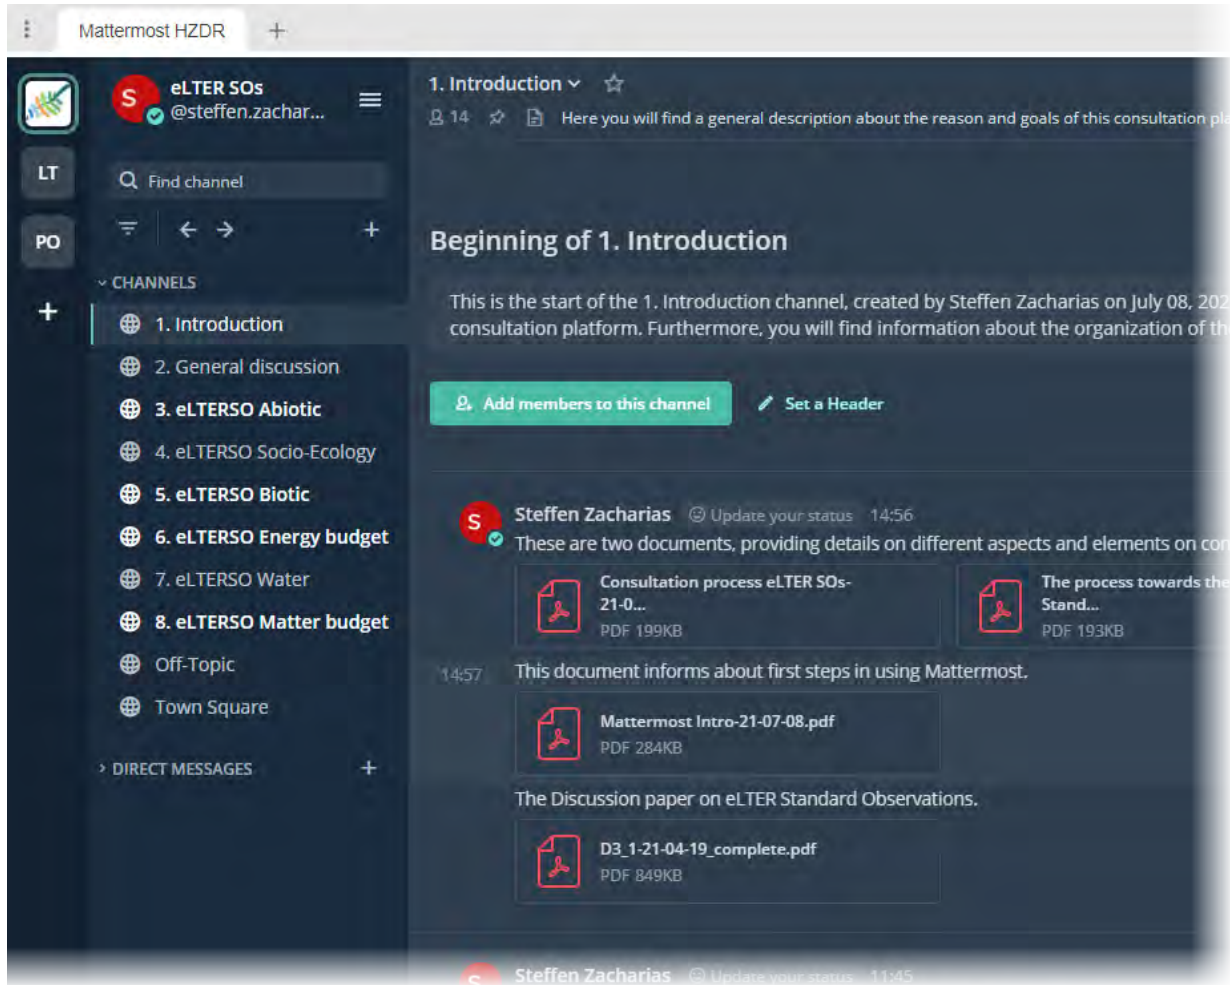 Mattermost HZDR
S
eLTER SOs
@steffen.zachar...
LT
PO
Find channel
CHANNELS
1. Introduction
2. General discussion
3. eLTERSO Abiotic
4. eLTERSO Socio-Ecology
5. eLTERSO Biotic
6. eLTERSO Energy budget
7. eLTERSO Water
8. eLTERSO Matter budget
Off-Topic
Town Square
DIRECT MESSAGES
1. Introduction
14
Here you will find a general description about the reason and goals of this consultation
Beginning of 1. Introduction
This is the start of the 1. Introduction channel, created by Steffen Zacharias on July 08,
consultation platform. Furthermore, you will find information about the organization of
Add members to this channel
Set a Header
S
Steffen Zacharias Update your status 14:56
These are two documents, providing details on different aspects and elements on
Consultation process eLTER SOs-
21-0...
PDF 199KB
The process towards the
Stand...
PDF 193KB
14:57 This document informs about first steps in using Mattermost.
Mattermost Intro-21-07-08.pdf
PDF 284KB
The Discussion paper on eLTER Standard Observations.
D3_1-21-04-19_complete.pdf
PDF 849KB
S
Steffen Zacharias Update your status 11:45